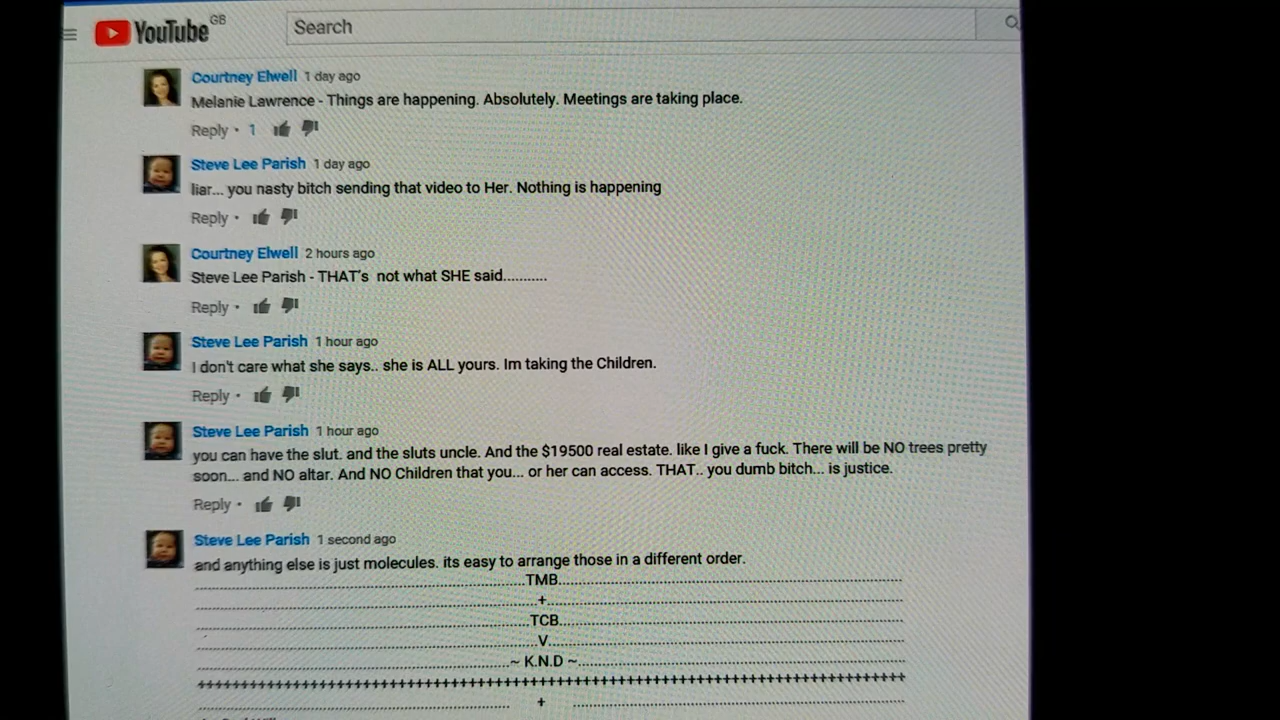 YouTube GB
Search
Courtney Elwell 1 day ago
Melanie Lawrence - Things are happening. Absolutely. Meetings are taking place.
Reply • 1
Steve Lee Parish 1 day ago
liar... you nasty bitch sending that video to Her. Nothing is happening
Reply •
Courtney Elwell 2 hours ago
Steve Lee Parish - THAT's not what SHE said...........
Reply •
Steve Lee Parish 1 hour ago
I don't care what she says.. she is ALL yours. Im taking the Children.
Reply •
Steve Lee Parish 1 hour ago
you can have the slut. and the sluts uncle. And the $19500 real estate. like I give a fuck. There will be NO trees pretty
soon... and NO altar. And NO Children that you... or her can access. THAT.. you dumb bitch... is justice.
Reply •
Steve Lee Parish 1 second ago
and anything else is just molecules. its easy to arrange those in a different order.
TMB
+
TCB
V
~ K.N.D ~
+